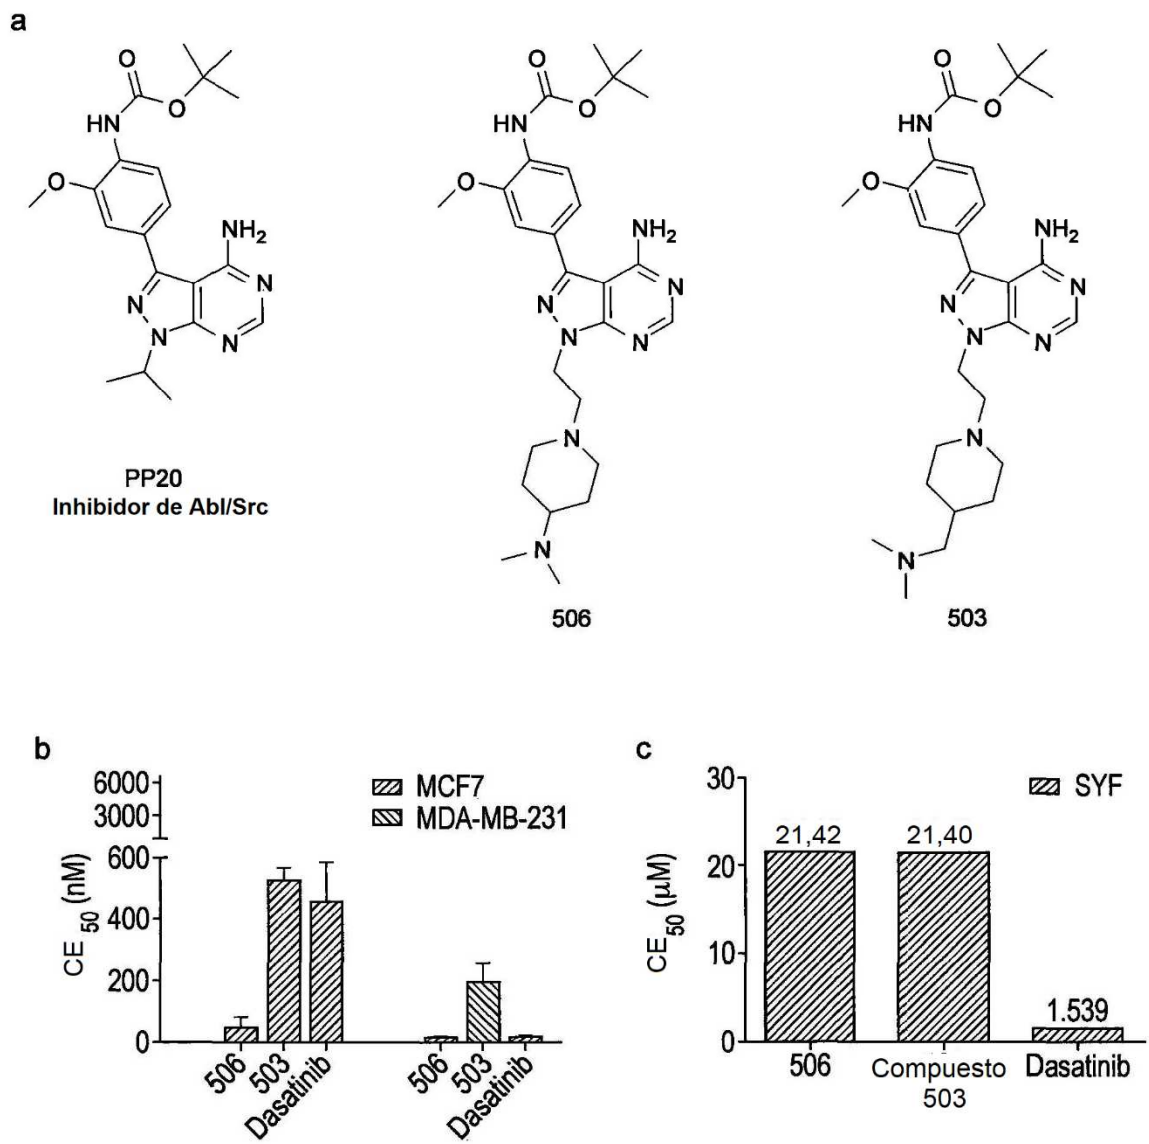 a
O
O
HN
O
NH2
N
N
N
N
PP20
Inhibidor de Abl/Src
O
O
HN
O
NH2
N
N
N
N
N
N
506
O
O
HN
O
NH2
N
N
N
N
N
N
503
b
CE 50 (nM)
6000
3000
600
400
200
0
MCF7
MDA-MB-231
506
503
Dasatinib
506
503
Dasatinib
c
CE50 (μM)
30
20
10
0
SYF
21,42
21,40
1.539
506
Compuesto
503
Dasatinib